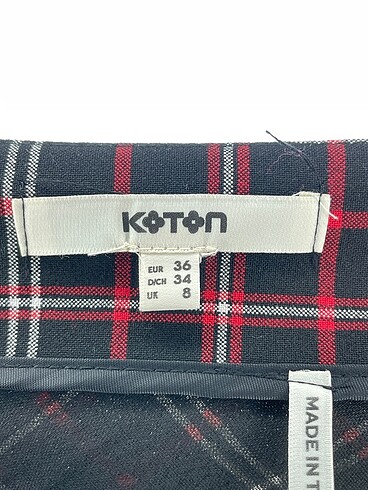 KOTON
EUR 36
D/CH 34
UK 8
MADE IN T